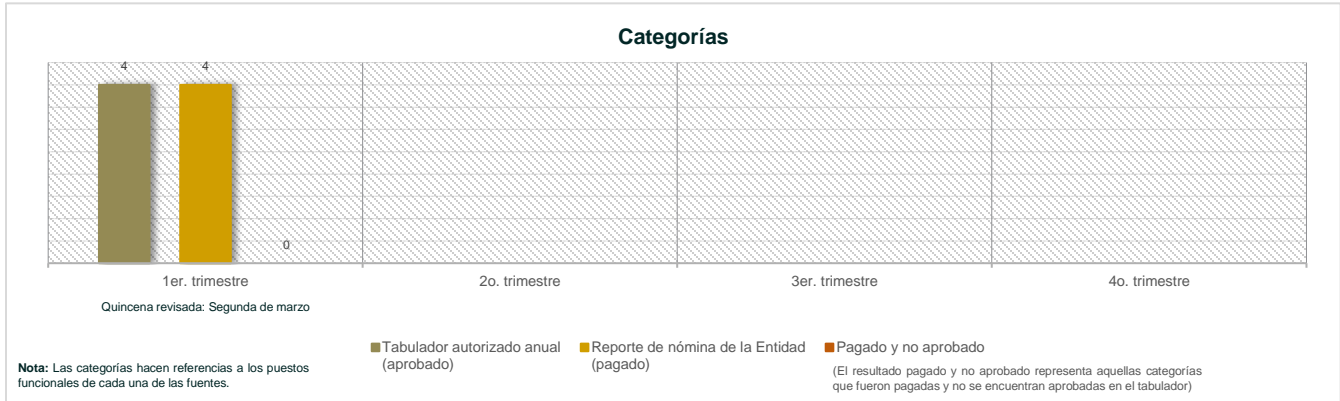 Categorías
4 4
0
1er. trimestre 2o. trimestre 3er. trimestre 4o. trimestre
Quincena revisada: Segunda de marzo
Tabulador autorizado anual
(aprobado)
Reporte de nómina de la Entidad
(pagado)
Pagado y no aprobado
(El resultado pagado y no aprobado representa aquellas categorías
que fueron pagadas y no se encuentran aprobadas en el tabulador)
Nota: Las categorías hacen referencias a los puestos
funcionales de cada una de las fuentes.